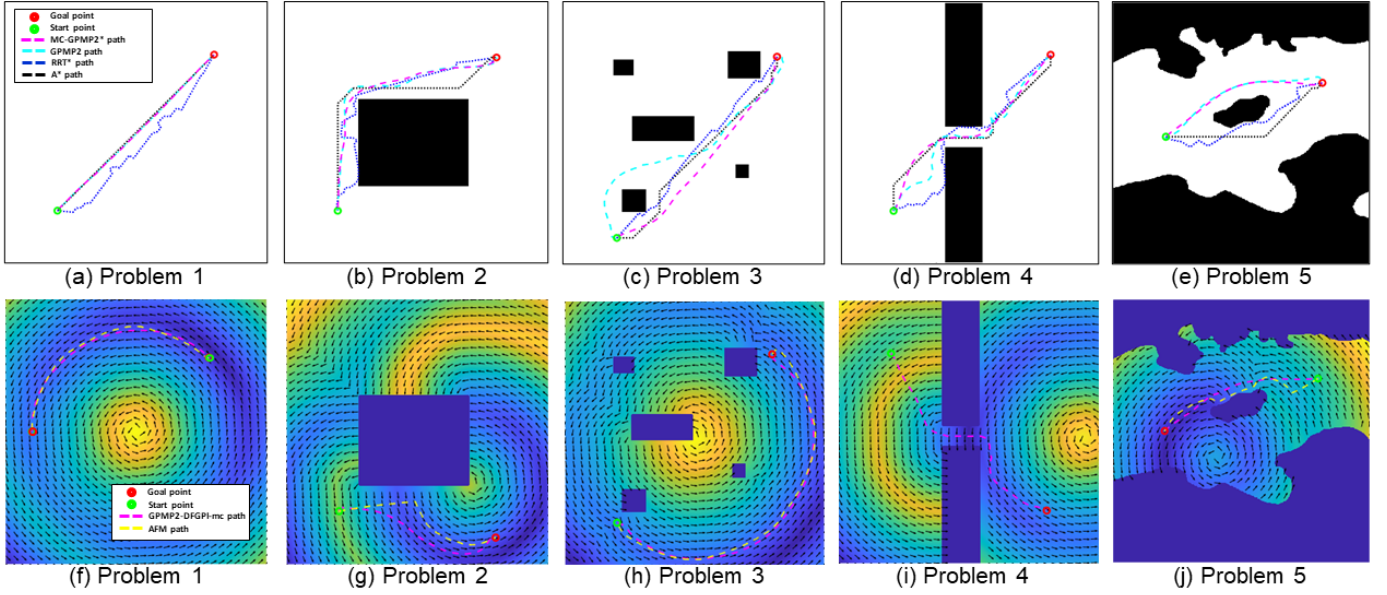 Goal point
Start point
MC-GPMP2* path
GPMP2 path
RRT* path
A* path
(a) Problem 1
(b) Problem 2
(c) Problem 3
(d) Problem 4
(e) Problem 5
Goal point
Start point
GPMP2-DFGPI-mc path
AFM path
(f) Problem 1
(g) Problem 2
(h) Problem 3
(i) Problem 4
(j) Problem 5